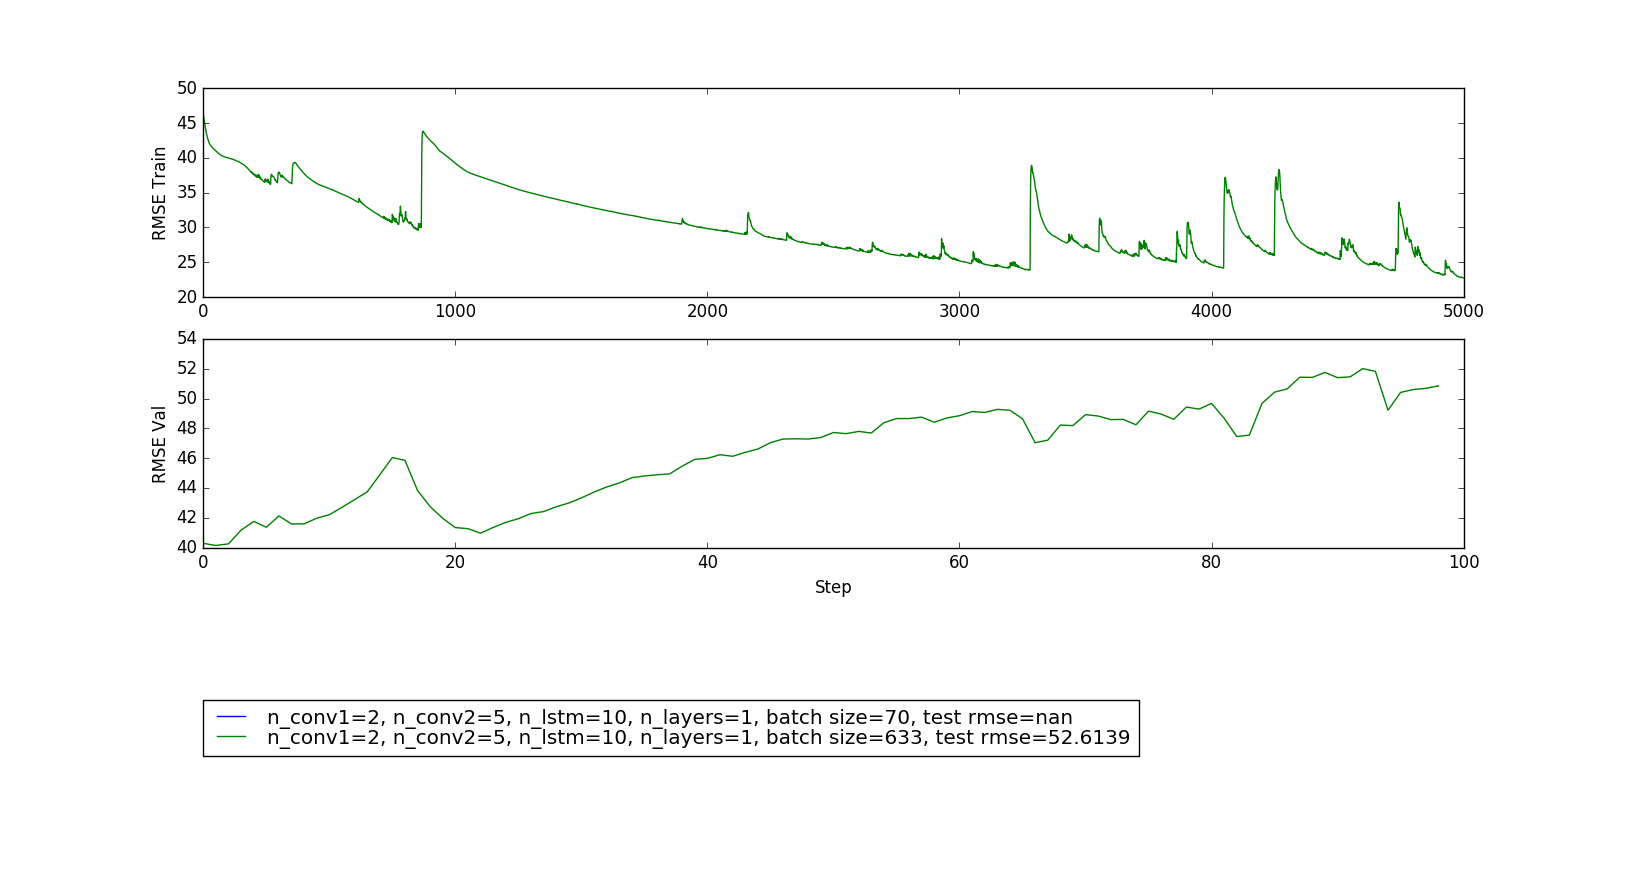 50
45
40
35
30
25
20
RMSE Train
0 1000 2000 3000 4000 5000
54
52
50
48
46
44
42
40
RMSE Val
0 20 40 60 80 100
Step
n_conv1=2, n_conv2=5, n_lstm=10, n_layers=1, batch size=70, test rmse=nan
n_conv1=2, n_conv2=5, n_lstm=10, n_layers=1, batch size=633, test rmse=52.6139